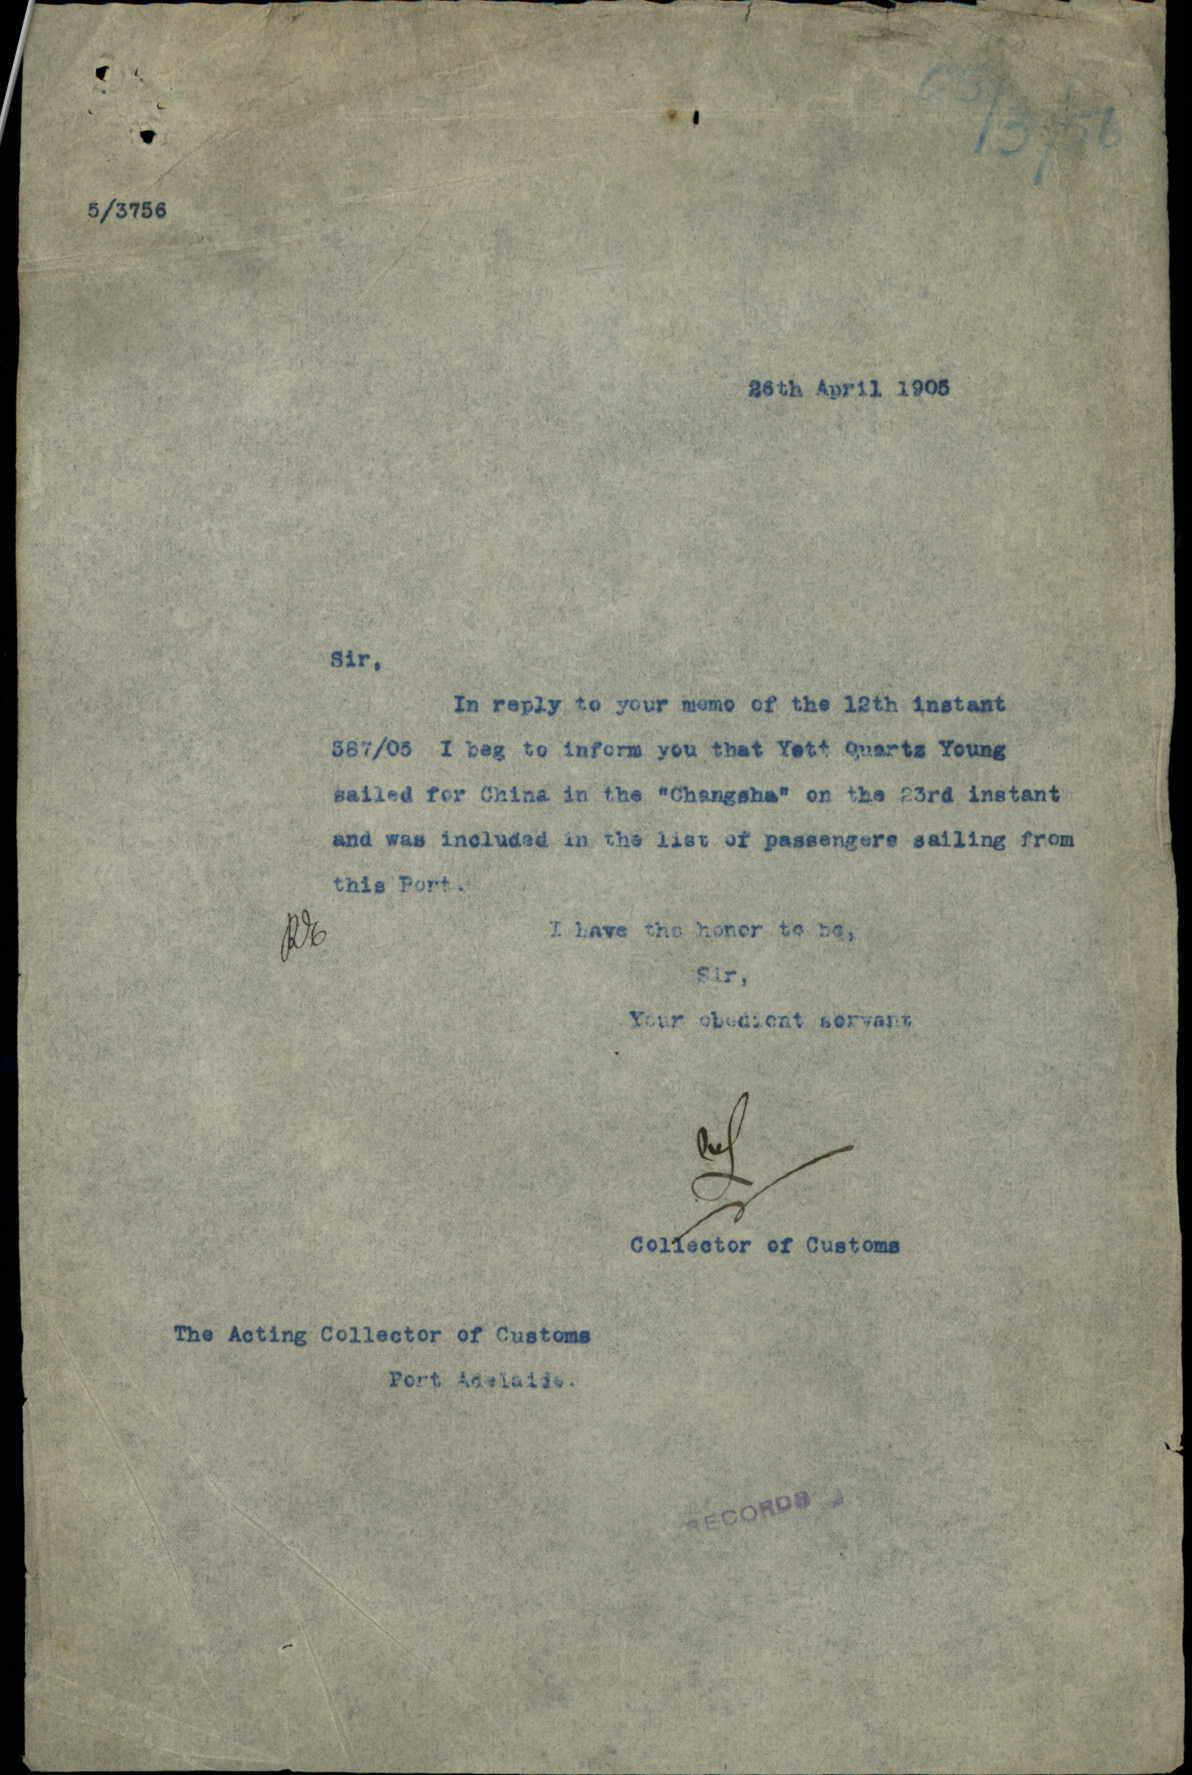 5/3756
26th April 1905
Sir,
In reply to your memo of the 12th instant
387/05 I beg to inform you that Yett Quartz Young
sailed for China in the "Changsha" on the 23rd instant
and was included in the list of passengers sailing from
this Port.
I have the honor to be,
Sir,
Your obedient servant
Collector of Customs
The Acting Collector of Customs
Port Adelaide.
RECORDS